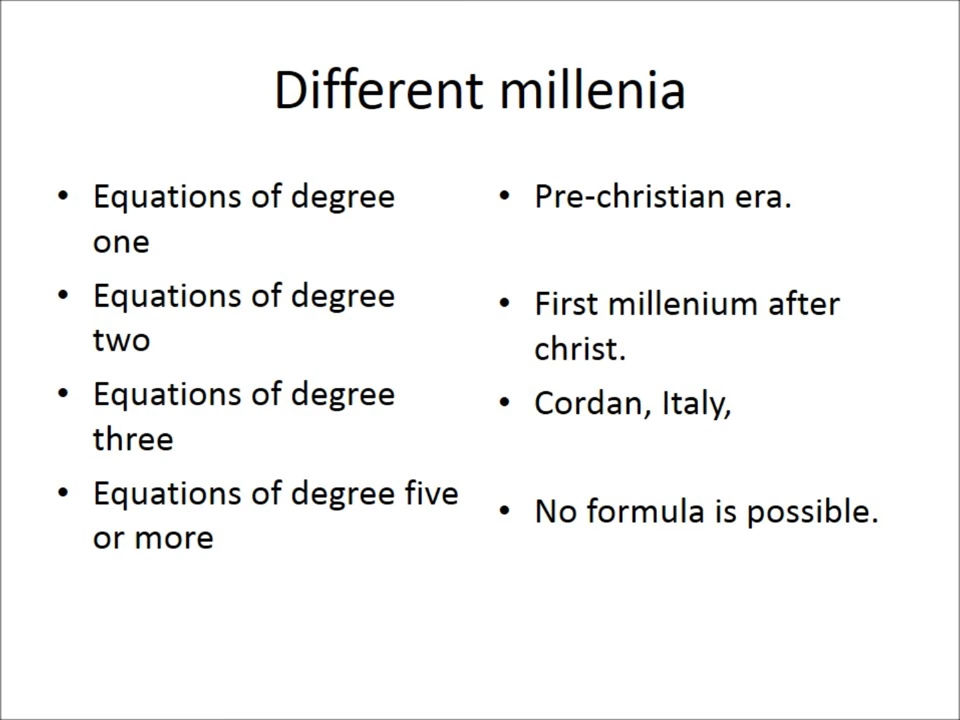 Different millenia
• Equations of degree
one
• Equations of degree
two
• Equations of degree
three
• Equations of degree five
or more
• Pre-christian era.
• First millenium after
christ.
• Cordan, Italy,
• No formula is possible.